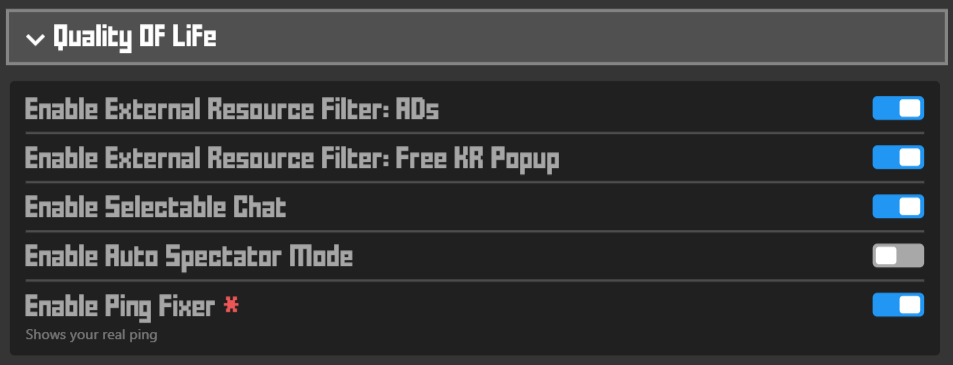 Quality Of Life
Enable External Resource Filter: ADs
Enable External Resource Filter: Free KR Popup
Enable Selectable Chat
Enable Auto Spectator Mode
Enable Ping Fixer *
Shows your real ping